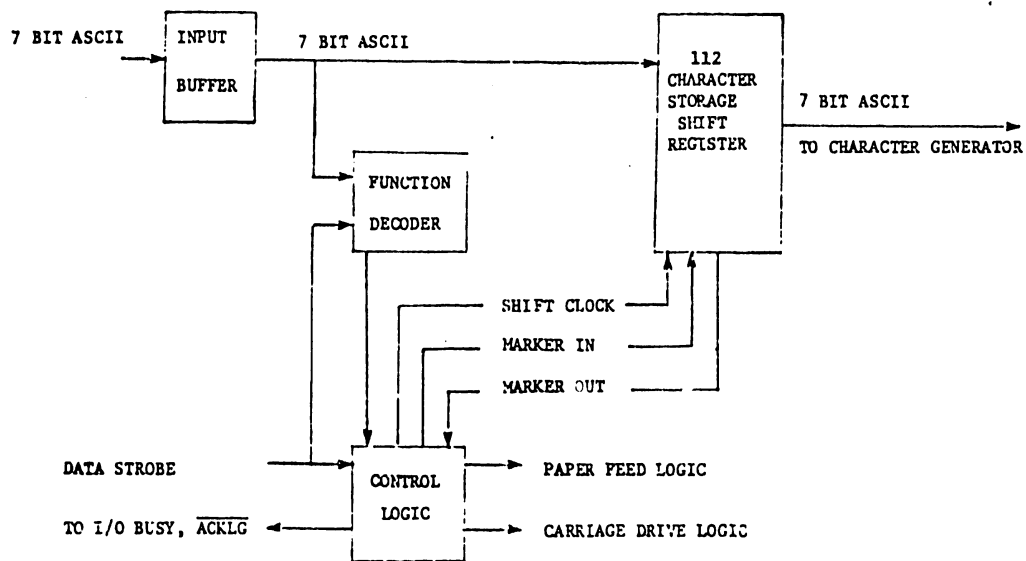 7 BIT ASCII
INPUT
BUFFER
7 BIT ASCII
112
CHARACTER
STORAGE
SHIFT
REGISTER
7 BIT ASCII
TO CHARACTER GENERATOR
FUNCTION
DECODER
SHIFT CLOCK
MARKER IN
MARKER OUT
DATA STROBE
CONTROL
LOGIC
PAPER FEED LOGIC
TO I/O BUSY, ACKLG
CARRIAGE DRIVE LOGIC